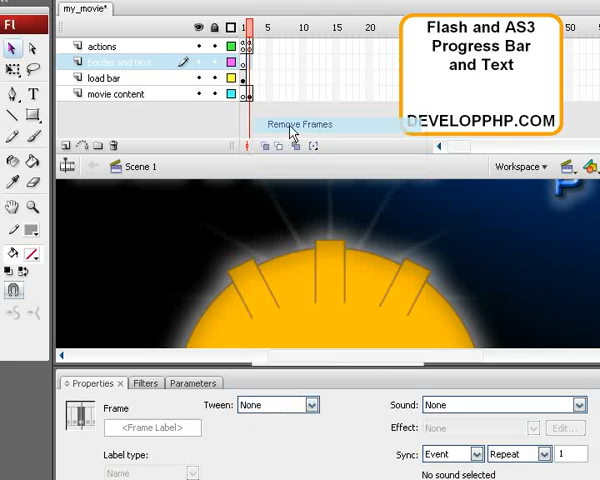 Fl
my_movie*
1 5 10 15 20 50
Flash and AS3
Progress Bar
and Text
DEVELOPPHP.COM
actions
border and text
load bar
movie content
Remove Frames
Scene 1
Workspace
P
Properties × Filters Parameters
Frame
Tween: None
Sound: None
<Frame Label>
Effect: None Edit...
Label type:
Sync: Event Repeat 1
Name
No sound selected